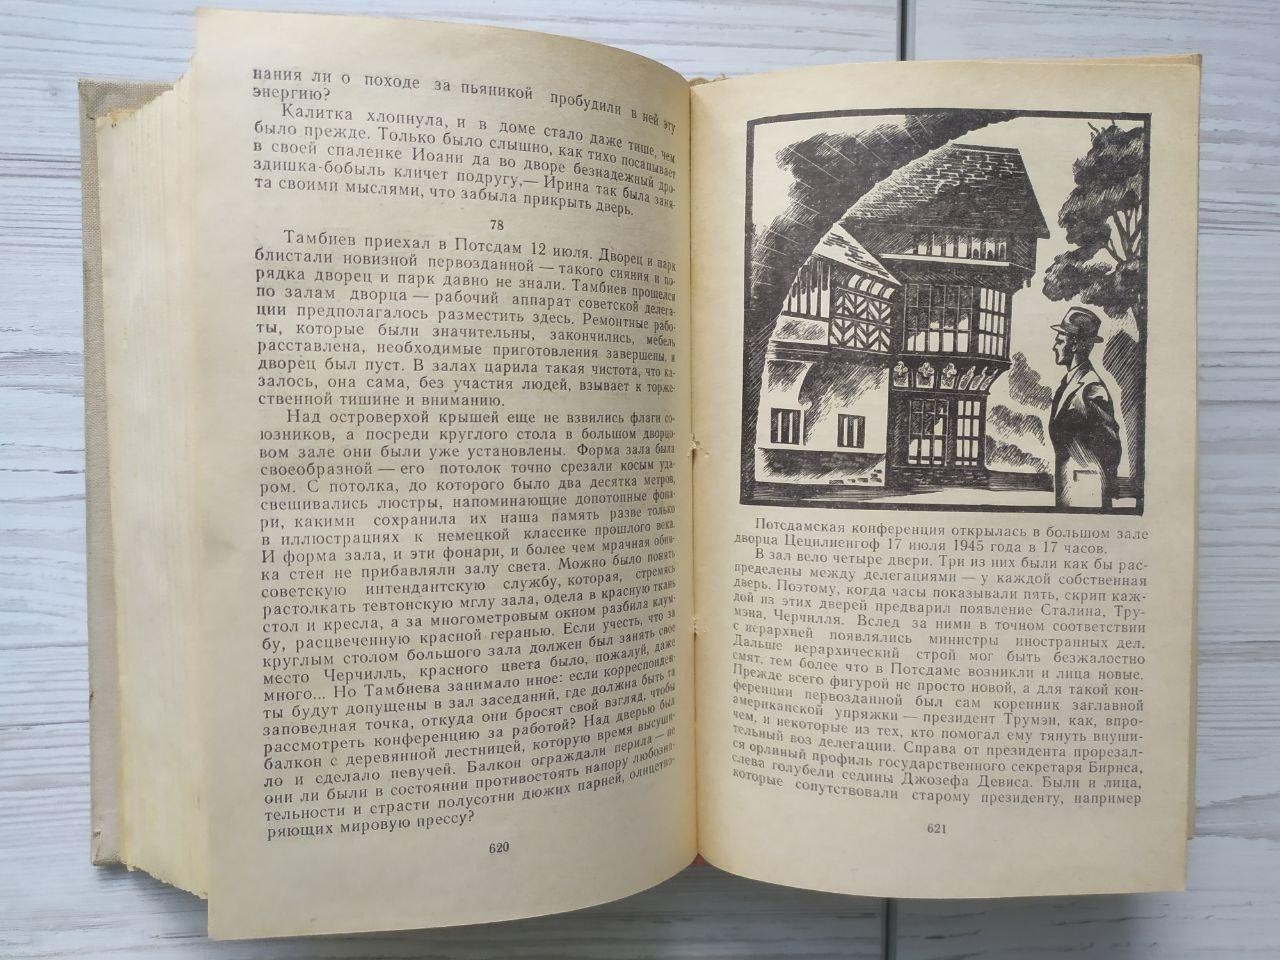 нания ли о походе за пьяникой пробудили в ней эту
энергию?
Калитка хлопнула, и в доме стало даже тише, чем
было прежде. Только было слышно, как тихо посапывает
в своей спаленке Иоанн да во дворе безнадежный дро-
здишка-бобыль кличет подругу,— Ирина так была заня-
та своими мыслями, что забыла прикрыть дверь.
78
Тамбиев приехал в Потсдам 12 июля. Дворец и парк
блистали новизной первозданной — такого сияния и по-
рядка дворец и парк давно не знали. Тамбиев прошелся
по залам дворца — рабочий аппарат советской делега-
ции предполагалось разместить здесь. Ремонтные рабо-
ты, которые были значительны, закончились, мебель
расставлена, необходимые приготовления завершены, и
дворец был пуст. В залах царила такая чистота, что ка-
залось, она сама, без участия людей, взывает к торже-
ственной тишине и вниманию.
Над островерхой крышей еще не взвились флаги со-
юзников, а посреди круглого стола в большом дворцо-
вом зале они были уже установлены. Форма зала была
своеобразной — его потолок точно срезали косым уда-
ром. С потолка, до которого было два десятка метров,
свешивались люстры, напоминающие допотопные фона-
ри, какими сохранила их наша память разве только
в иллюстрациях к немецкой классике прошлого века.
И форма зала, и эти фонари, и более чем мрачная обив-
ка стен не прибавляли залу света. Можно было понять
советскую интендантскую службу, которая, стремясь
растолкать тевтонскую мглу зала, одела в красную ткань
стол и кресла, а за многометровым окном разбила клум-
бу, расцвеченную красной геранью. Если учесть, что за
круглым столом большого зала должен был занять свое
место Черчилль, красного цвета было, пожалуй, даже
много... Но Тамбиева занимало иное: если корреспонден-
ты будут допущены в зал заседаний, где должна быть та
заповедная точка, откуда они бросят свой взгляд, чтобы
рассмотреть конференцию за работой? Над дверью был
балкон с деревянной лестницей, которую время высуши-
ло и сделало певучей. Балкон ограждали перила — не
они ли были в состоянии противостоять напору любозна-
тельности и страсти полусотни дюжих парней, олицетво-
ряющих мировую прессу?
620
Потсдамская конференция открылась в большом зале
дворца Цецилиенгоф 17 июля 1945 года в 17 часов.
В зал вело четыре двери. Три из них были как бы рас-
пределены между делегациями — у каждой собственная
дверь. Поэтому, когда часы показывали пять, скрип каж-
дой из этих дверей предварил появление Сталина, Тру-
мэна, Черчилля. Вслед за ними в точном соответствии
с иерархией появлялись министры иностранных дел.
Дальше иерархический строй мог быть безжалостно
смят, тем более что в Потсдаме возникли и лица новые.
Прежде всего фигурой не просто новой, а для такой кон-
ференции первозданной был сам коренник заглавной
американской упряжки — президент Трумэн, как, впро-
чем, и некоторые из тех, кто помогал ему тянуть внуши-
тельный воз делегации. Справа от президента прорезал-
ся орлиный профиль государственного секретаря Бирнса,
слева голубели седины Джозефа Девиса. Были и лица,
которые сопутствовали старому президенту, например
621